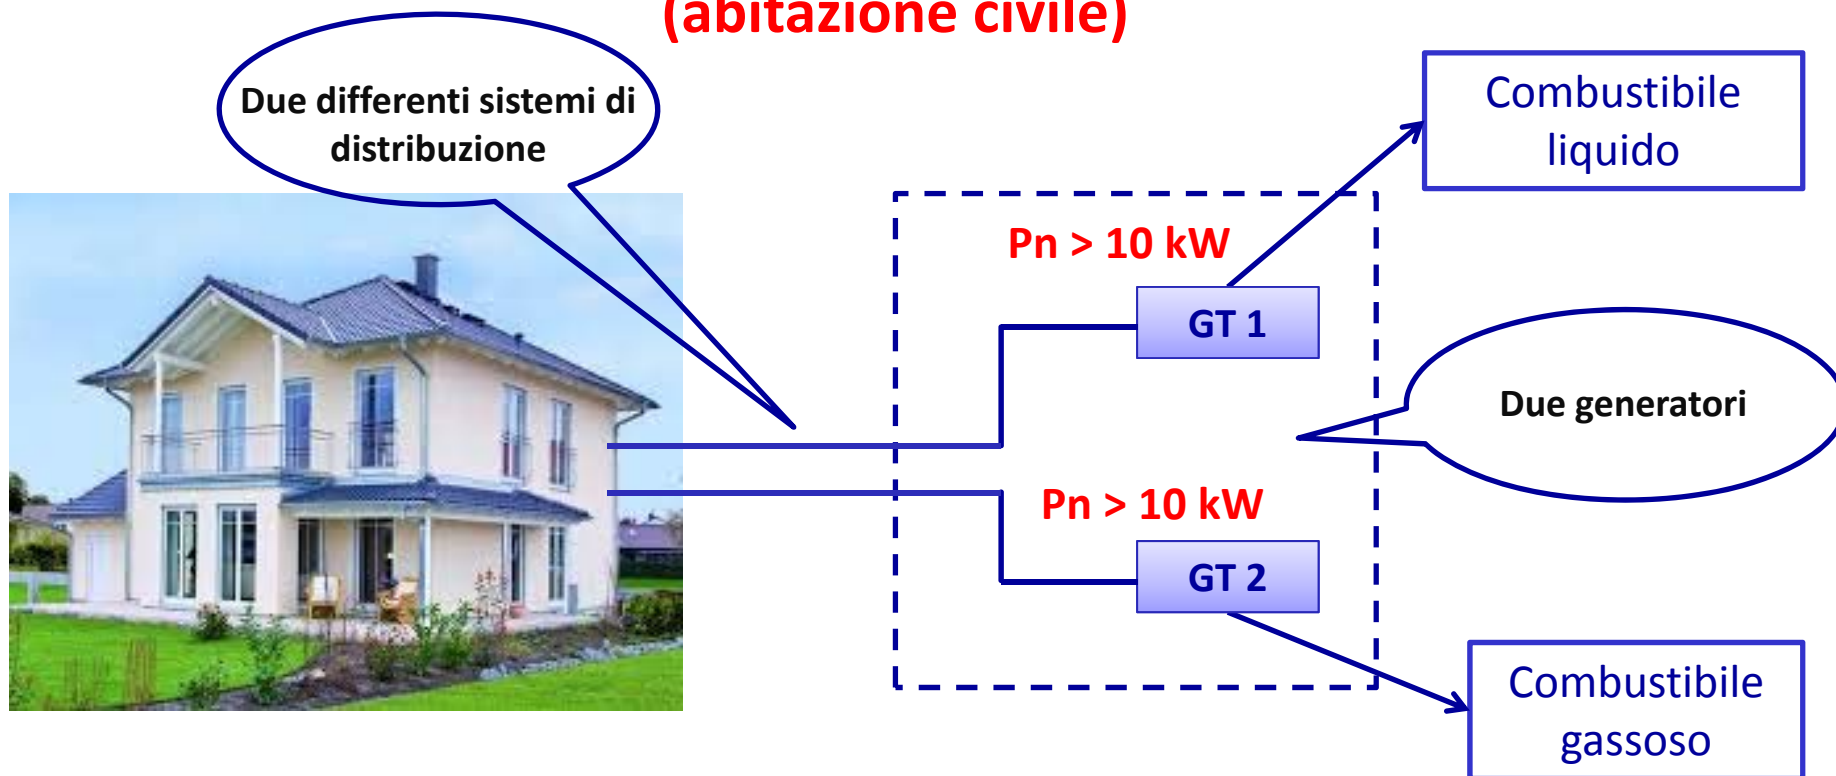 (abitazione civile)
Due differenti sistemi di
distribuzione
Combustibile
liquido
Pn > 10 kW
GT 1
Due generatori
Pn > 10 kW
GT 2
Combustibile
gassoso